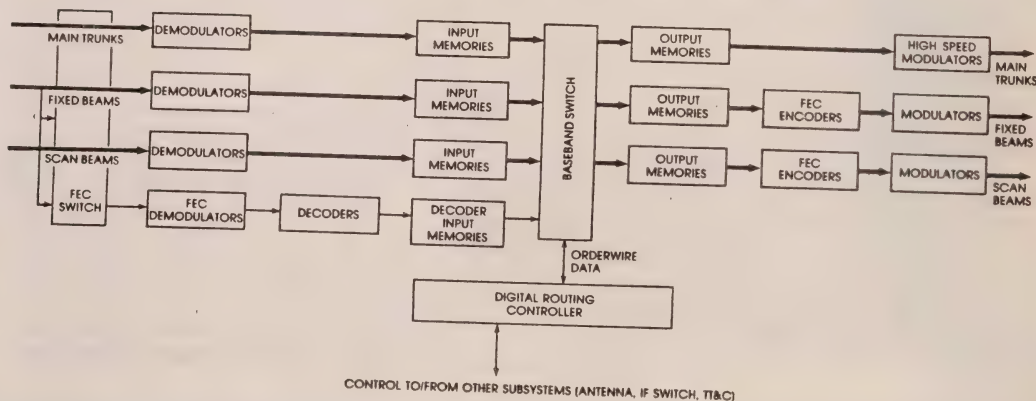 MAIN TRUNKS
DEMODULATORS
INPUT
MEMORIES
OUTPUT
MEMORIES
HIGH SPEED
MODULATORS
MAIN
TRUNKS
FIXED BEAMS
DEMODULATORS
INPUT
MEMORIES
BASEBAND SWITCH
OUTPUT
MEMORIES
FEC
ENCODERS
MODULATORS
FIXED
BEAMS
SCAN BEAMS
DEMODULATORS
INPUT
MEMORIES
OUTPUT
MEMORIES
FEC
ENCODERS
MODULATORS
SCAN
BEAMS
FEC
SWITCH
FEC
DEMODULATORS
DECODERS
DECODER
INPUT
MEMORIES
ORDERWIRE
DATA
DIGITAL ROUTING
CONTROLLER
CONTROL TO/FROM OTHER SUBSYSTEMS (ANTENNA, IF SWITCH, TT&C)